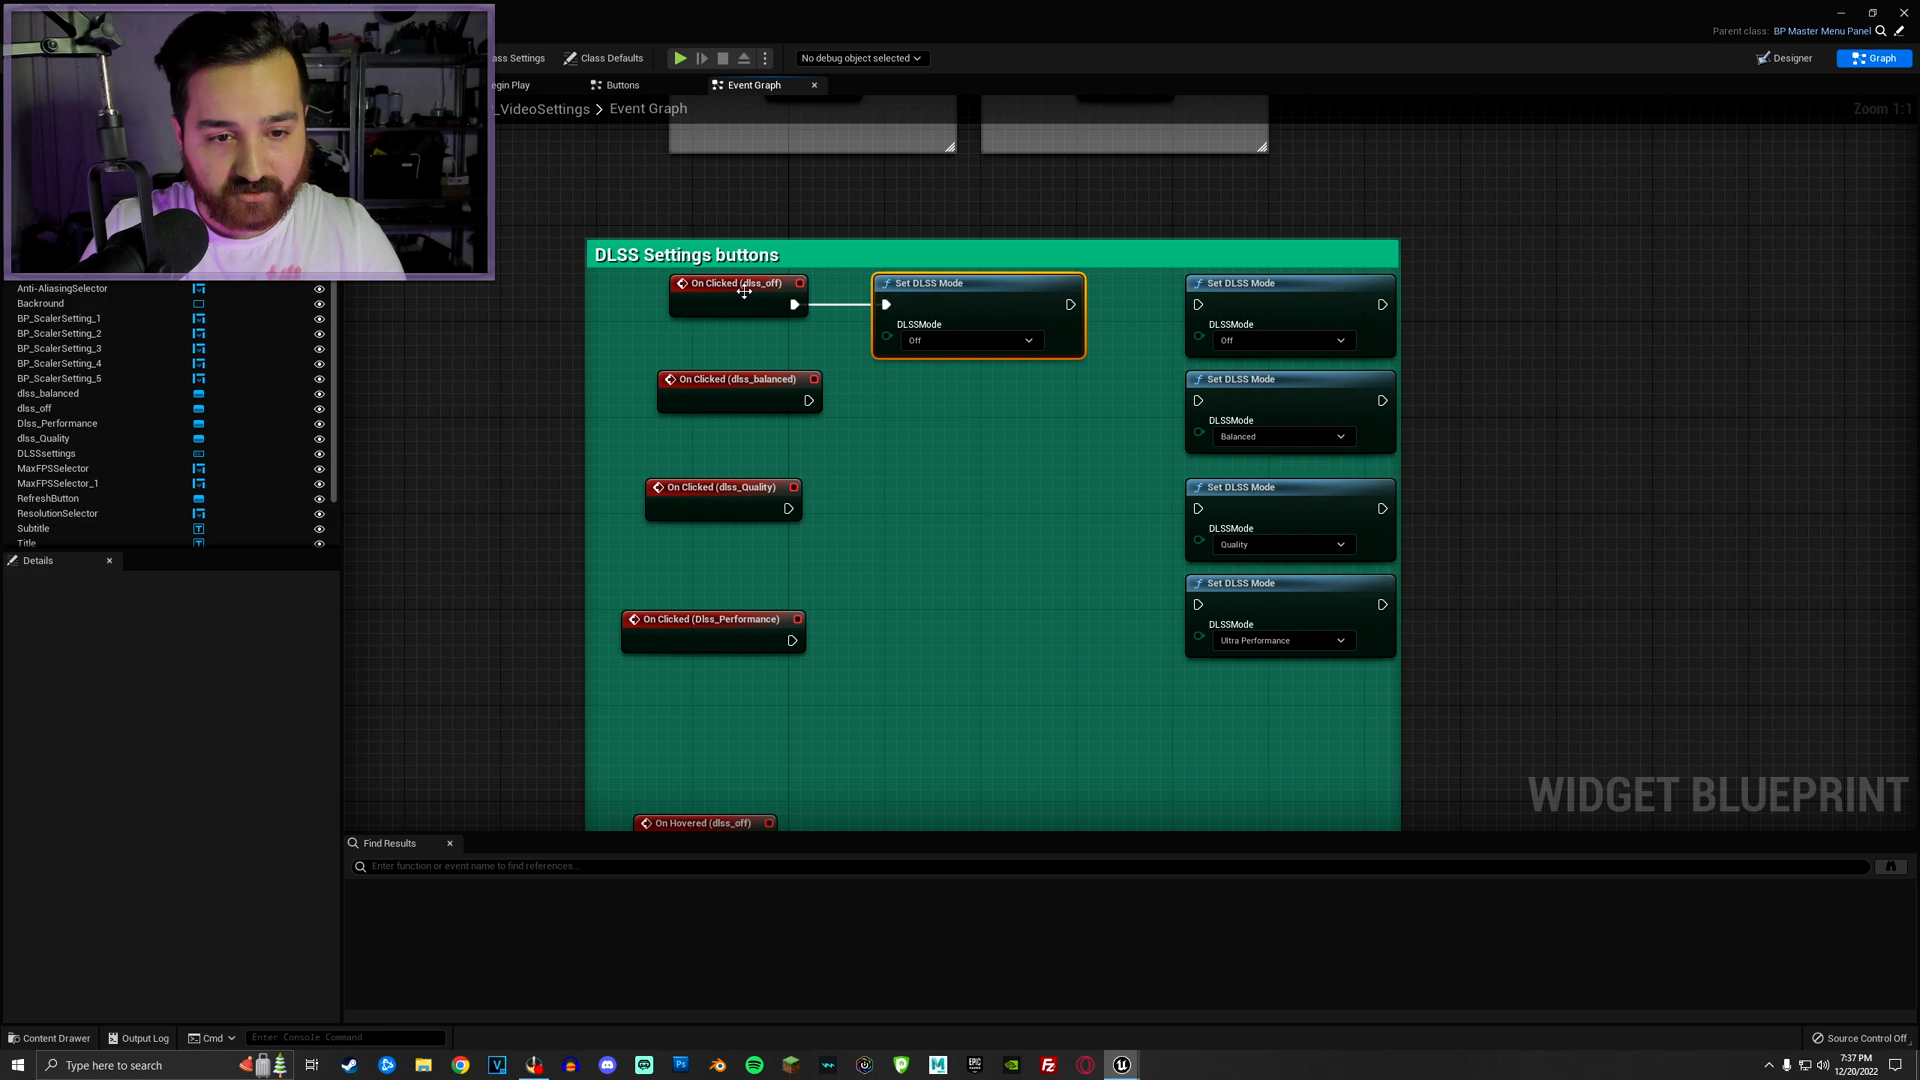 Parent class: BP Master Menu Panel
ass Settings
Class Defaults
No debug object selected
Designer
Graph
egin Play
Buttons
Event Graph
_VideoSettings > Event Graph
Zoom 1:1
DLSS Settings buttons
On Clicked (dlss_off)
Set DLSS Mode
DLSSMode
Off
Set DLSS Mode
DLSSMode
Off
On Clicked (dlss_balanced)
Set DLSS Mode
DLSSMode
Balanced
On Clicked (dlss_Quality)
Set DLSS Mode
DLSSMode
Quality
On Clicked (Dlss_Performance)
Set DLSS Mode
DLSSMode
Ultra Performance
On Hovered (dlss_off)
WIDGET BLUEPRINT
Anti-AliasingSelector
Backround
BP_ScalerSetting_1
BP_ScalerSetting_2
BP_ScalerSetting_3
BP_ScalerSetting_4
BP_ScalerSetting_5
dlss_balanced
dlss_off
Dlss_Performance
dlss_Quality
DLSSsettings
MaxFPSSelector
MaxFPSSelector_1
RefreshButton
ResolutionSelector
Subtitle
Title
Details
Find Results
Enter function or event name to find references...
Content Drawer
Output Log
Cmd
Enter Console Command
Source Control Off
Type here to search
7:37 PM
12/20/2022